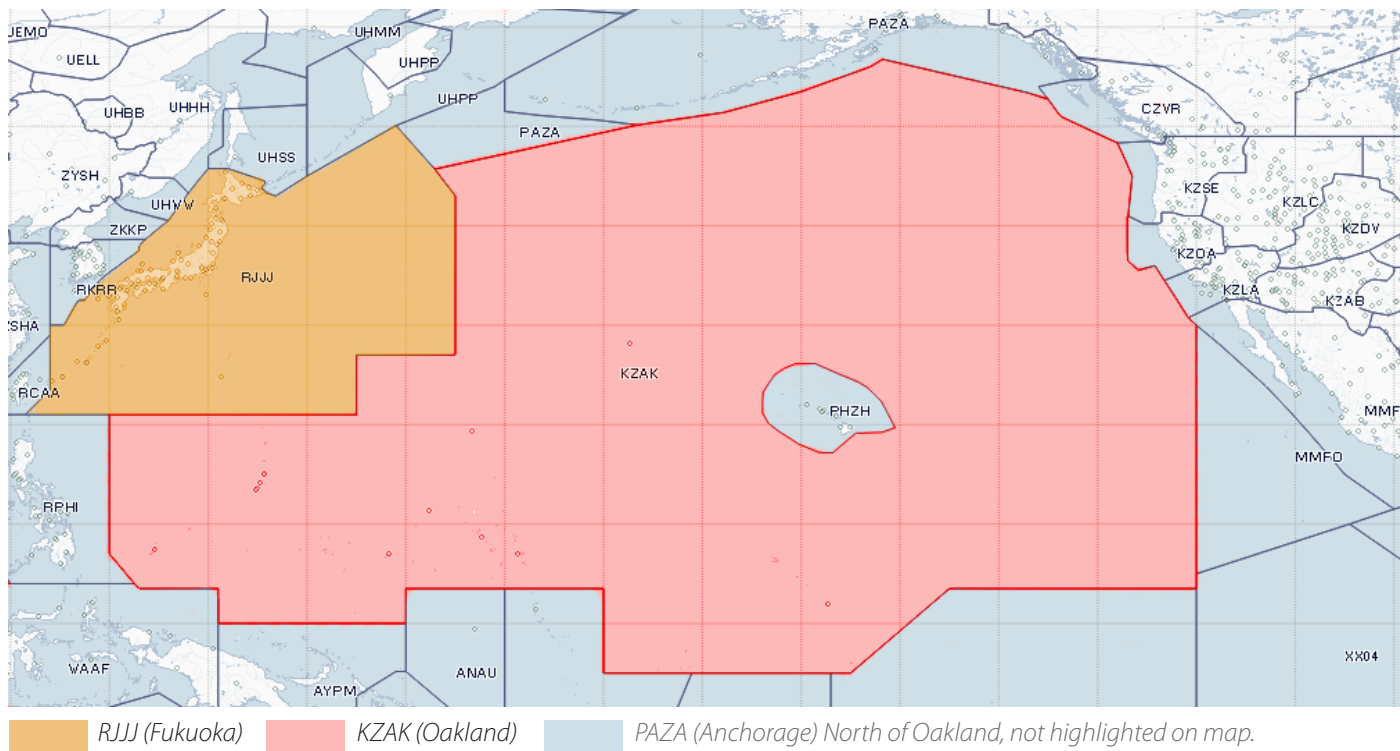 UEMO
UHMM
PAZA
UELL
UHPP
UHPP
UHBB
UHHH
CZVR
PAZA
UHSS
ZYSH
KZSE
UHWW
KZLC
ZKKP
KZDV
KZOA
RJJJ
RKRR
KZLA
KZAB
ZSHA
KZAK
RCAA
PHZH
MMF
MMFO
RPHI
WAAF
ANAU
AYPM
XX04
RJJJ (Fukuoka) KZAK (Oakland) PAZA (Anchorage) North of Oakland, not highlighted on map.